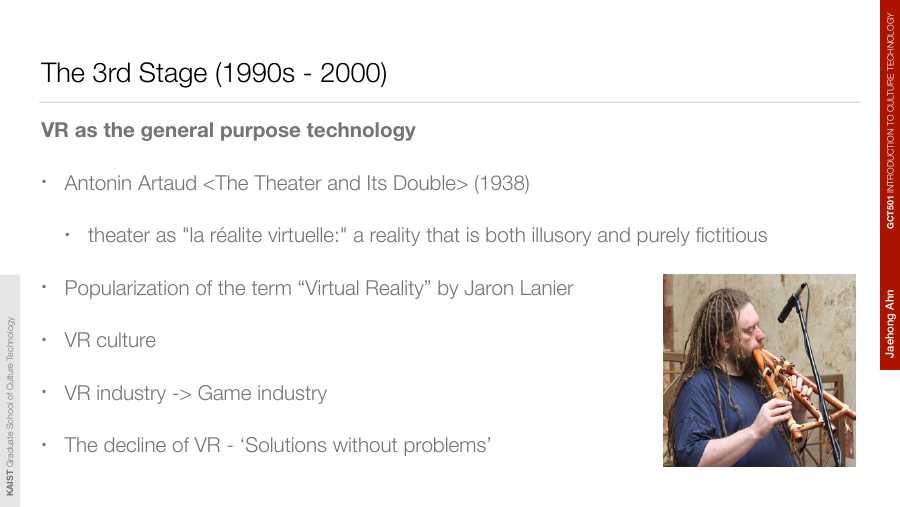 The 3rd Stage (1990s - 2000)
VR as the general purpose technology
• Antonin Artaud <The Theater and Its Double> (1938)
• theater as "la réalite virtuelle:" a reality that is both illusory and purely fictitious
• Popularization of the term “Virtual Reality” by Jaron Lanier
• VR culture
• VR industry -> Game industry
• The decline of VR - ‘Solutions without problems’
KAIST Graduate School of Culture Technology
GCT501 INTRODUCTION TO CULTURE TECHNOLOGY
Jaehong Ahn